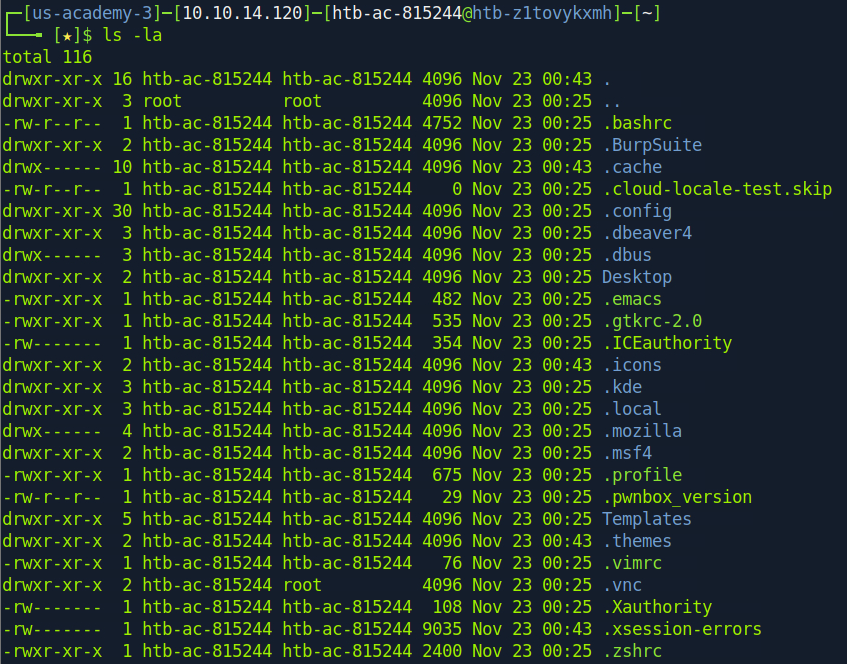 ┌─[us-academy-3]─[10.10.14.120]─[htb-ac-815244@htb-z1tovykxmh]─[~]
└──╼ [★]$ ls -la
total 116
drwxr-xr-x 16 htb-ac-815244 htb-ac-815244 4096 Nov 23 00:43 .
drwxr-xr-x  3 root          root          4096 Nov 23 00:25 ..
-rw-r--r--  1 htb-ac-815244 htb-ac-815244 4752 Nov 23 00:25 .bashrc
drwxr-xr-x  2 htb-ac-815244 htb-ac-815244 4096 Nov 23 00:25 .BurpSuite
drwx------ 10 htb-ac-815244 htb-ac-815244 4096 Nov 23 00:43 .cache
-rw-r--r--  1 htb-ac-815244 htb-ac-815244    0 Nov 23 00:25 .cloud-locale-test.skip
drwxr-xr-x 30 htb-ac-815244 htb-ac-815244 4096 Nov 23 00:25 .config
drwxr-xr-x  3 htb-ac-815244 htb-ac-815244 4096 Nov 23 00:25 .dbeaver4
drwx------  3 htb-ac-815244 htb-ac-815244 4096 Nov 23 00:25 .dbus
drwxr-xr-x  2 htb-ac-815244 htb-ac-815244 4096 Nov 23 00:25 Desktop
-rwxr-xr-x  1 htb-ac-815244 htb-ac-815244  482 Nov 23 00:25 .emacs
-rwxr-xr-x  1 htb-ac-815244 htb-ac-815244  535 Nov 23 00:25 .gtkrc-2.0
-rw-------  1 htb-ac-815244 htb-ac-815244  354 Nov 23 00:25 .ICEauthority
drwxr-xr-x  2 htb-ac-815244 htb-ac-815244 4096 Nov 23 00:43 .icons
drwxr-xr-x  3 htb-ac-815244 htb-ac-815244 4096 Nov 23 00:25 .kde
drwxr-xr-x  3 htb-ac-815244 htb-ac-815244 4096 Nov 23 00:25 .local
drwx------  4 htb-ac-815244 htb-ac-815244 4096 Nov 23 00:25 .mozilla
drwxr-xr-x  2 htb-ac-815244 htb-ac-815244 4096 Nov 23 00:25 .msf4
-rwxr-xr-x  1 htb-ac-815244 htb-ac-815244  675 Nov 23 00:25 .profile
-rw-r--r--  1 htb-ac-815244 htb-ac-815244   29 Nov 23 00:25 .pwnbox_version
drwxr-xr-x  5 htb-ac-815244 htb-ac-815244 4096 Nov 23 00:25 Templates
drwxr-xr-x  2 htb-ac-815244 htb-ac-815244 4096 Nov 23 00:43 .themes
-rwxr-xr-x  1 htb-ac-815244 htb-ac-815244   76 Nov 23 00:25 .vimrc
drwxr-xr-x  2 htb-ac-815244 root          4096 Nov 23 00:25 .vnc
-rw-------  1 htb-ac-815244 htb-ac-815244  108 Nov 23 00:25 .Xauthority
-rw-------  1 htb-ac-815244 htb-ac-815244 9035 Nov 23 00:43 .xsession-errors
-rwxr-xr-x  1 htb-ac-815244 htb-ac-815244 2400 Nov 23 00:25 .zshrc